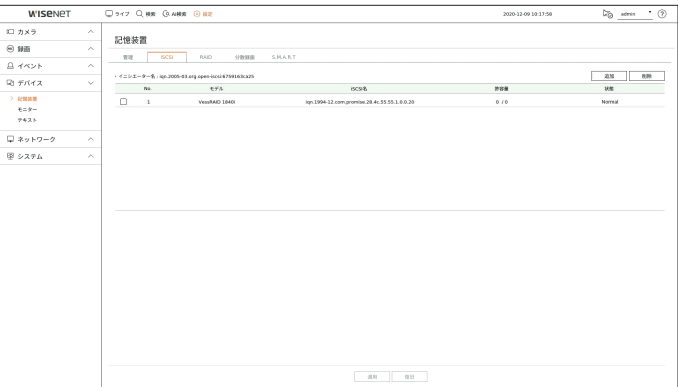 WISENET
ライブ 検索 AI検索 設定 2020-12-09 10:17:58 admin
カメラ
録画
イベント
デバイス
記憶装置
モニター
テキスト
ネットワーク
システム
記憶装置
管理 iSCSI RAID 分散録画 S.M.A.R.T
• イニシエーター名 : iqn.2005-03.org.open-iscsi:6759163ca25 追加 削除
No. モデル iSCSI名 許容量 状態
1 VessRAID 1840i iqn.1994-12.com.promise.28.4c.55.55.1.0.0.20 0 / 0 Normal
適用